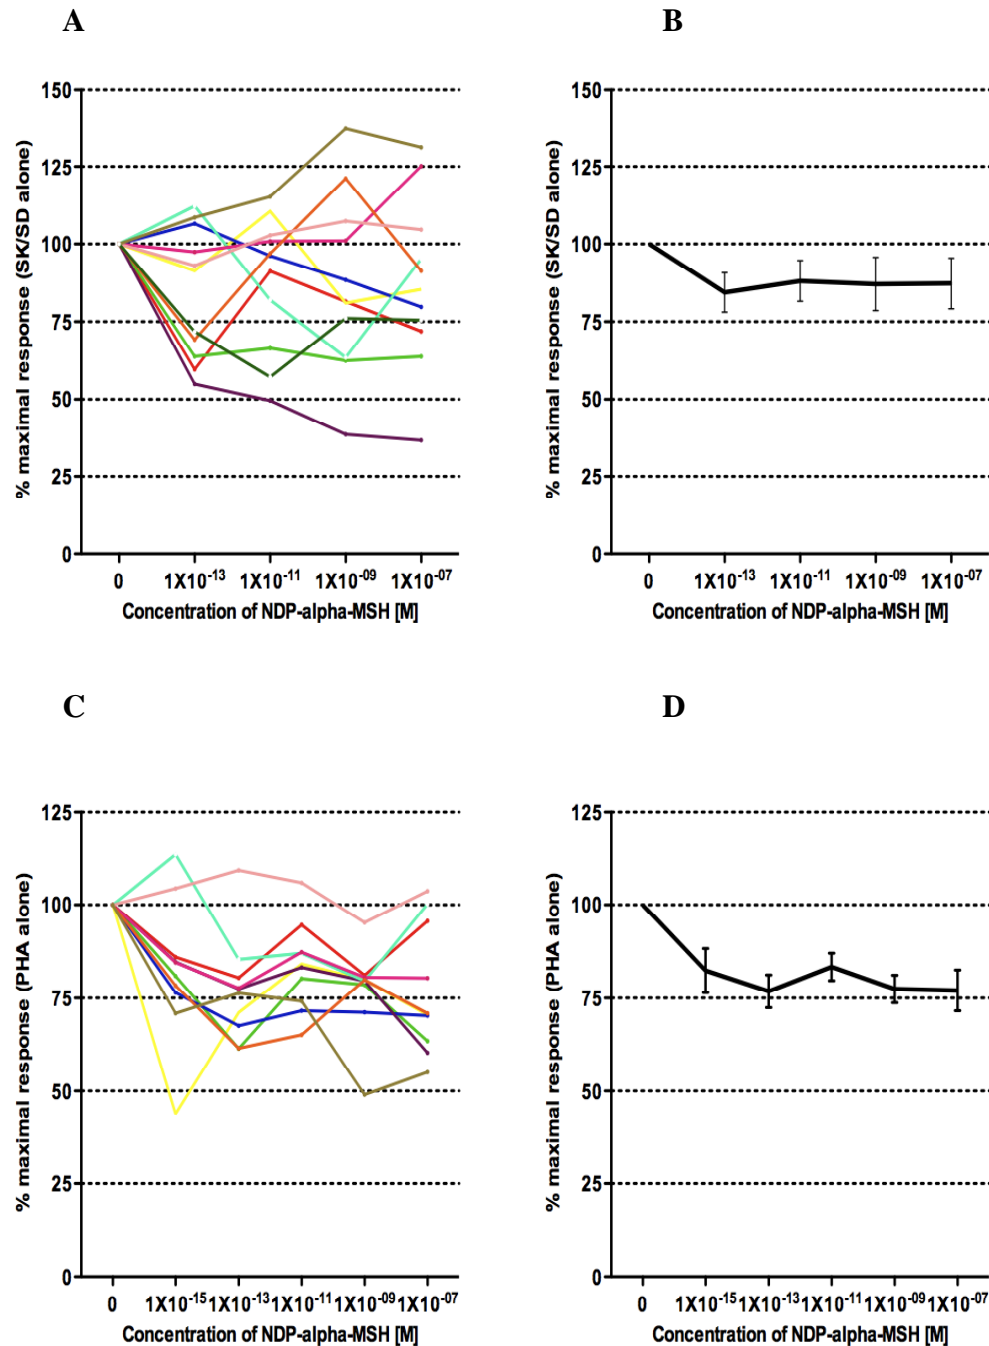 A
B
% maximal response (SK/SD alone)
150
125
100
75
50
25
0
0 1X10-13 1X10-11 1X10-09 1X10-07
Concentration of NDP-alpha-MSH [M]
% maximal response (SK/SD alone)
150
125
100
75
50
25
0
0 1X10-13 1X10-11 1X10-09 1X10-07
Concentration of NDP-alpha-MSH [M]
C
D
% maximal response (PHA alone)
125
100
75
50
25
0
0 1X10-15 1X10-13 1X10-11 1X10-09 1X10-07
Concentration of NDP-alpha-MSH [M]
% maximal response (PHA alone)
125
100
75
50
25
0
0 1X10-15 1X10-13 1X10-11 1X10-09 1X10-07
Concentration of NDP-alpha-MSH [M]